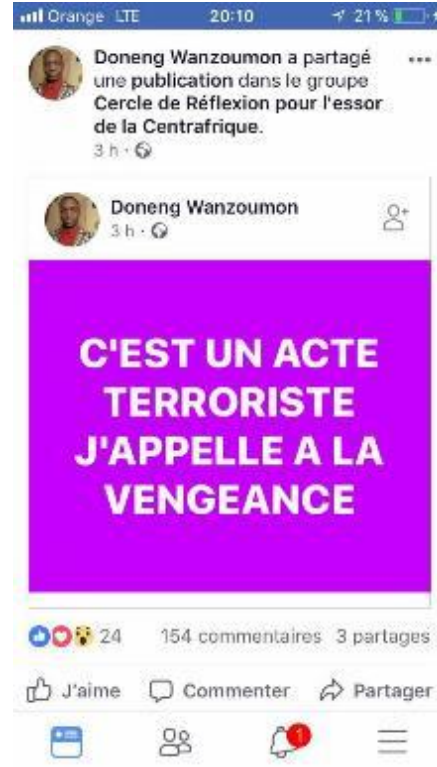 Orange LTE 20:10 21 %
Doneng Wanzoumon a partagé
une publication dans le groupe
Cercle de Réflexion pour l'essor
de la Centrafrique.
3 h ·
Doneng Wanzoumon
3 h ·
C'EST UN ACTE
TERRORISTE
J'APPELLE A LA
VENGEANCE
24 154 commentaires 3 partages
J'aime Commenter Partager
1